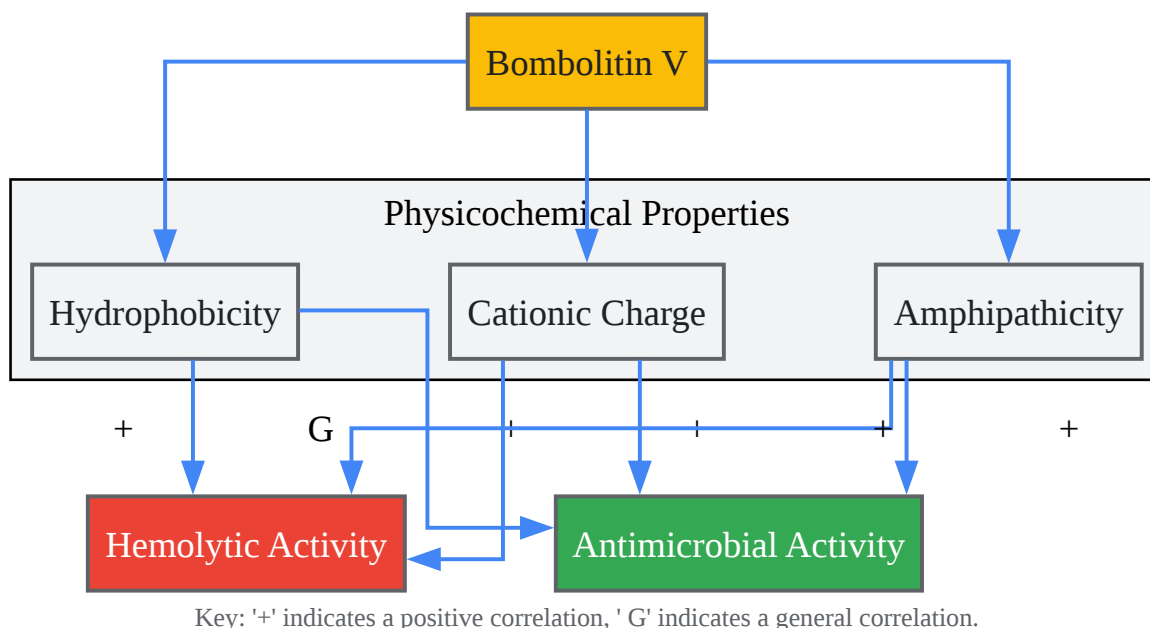 Bombolitin V
Physicochemical Properties
Hydrophobicity
Cationic Charge
Amphipathicity
+ G + + + +
Hemolytic Activity
Antimicrobial Activity
Key: '+' indicates a positive correlation, ' G' indicates a general correlation.